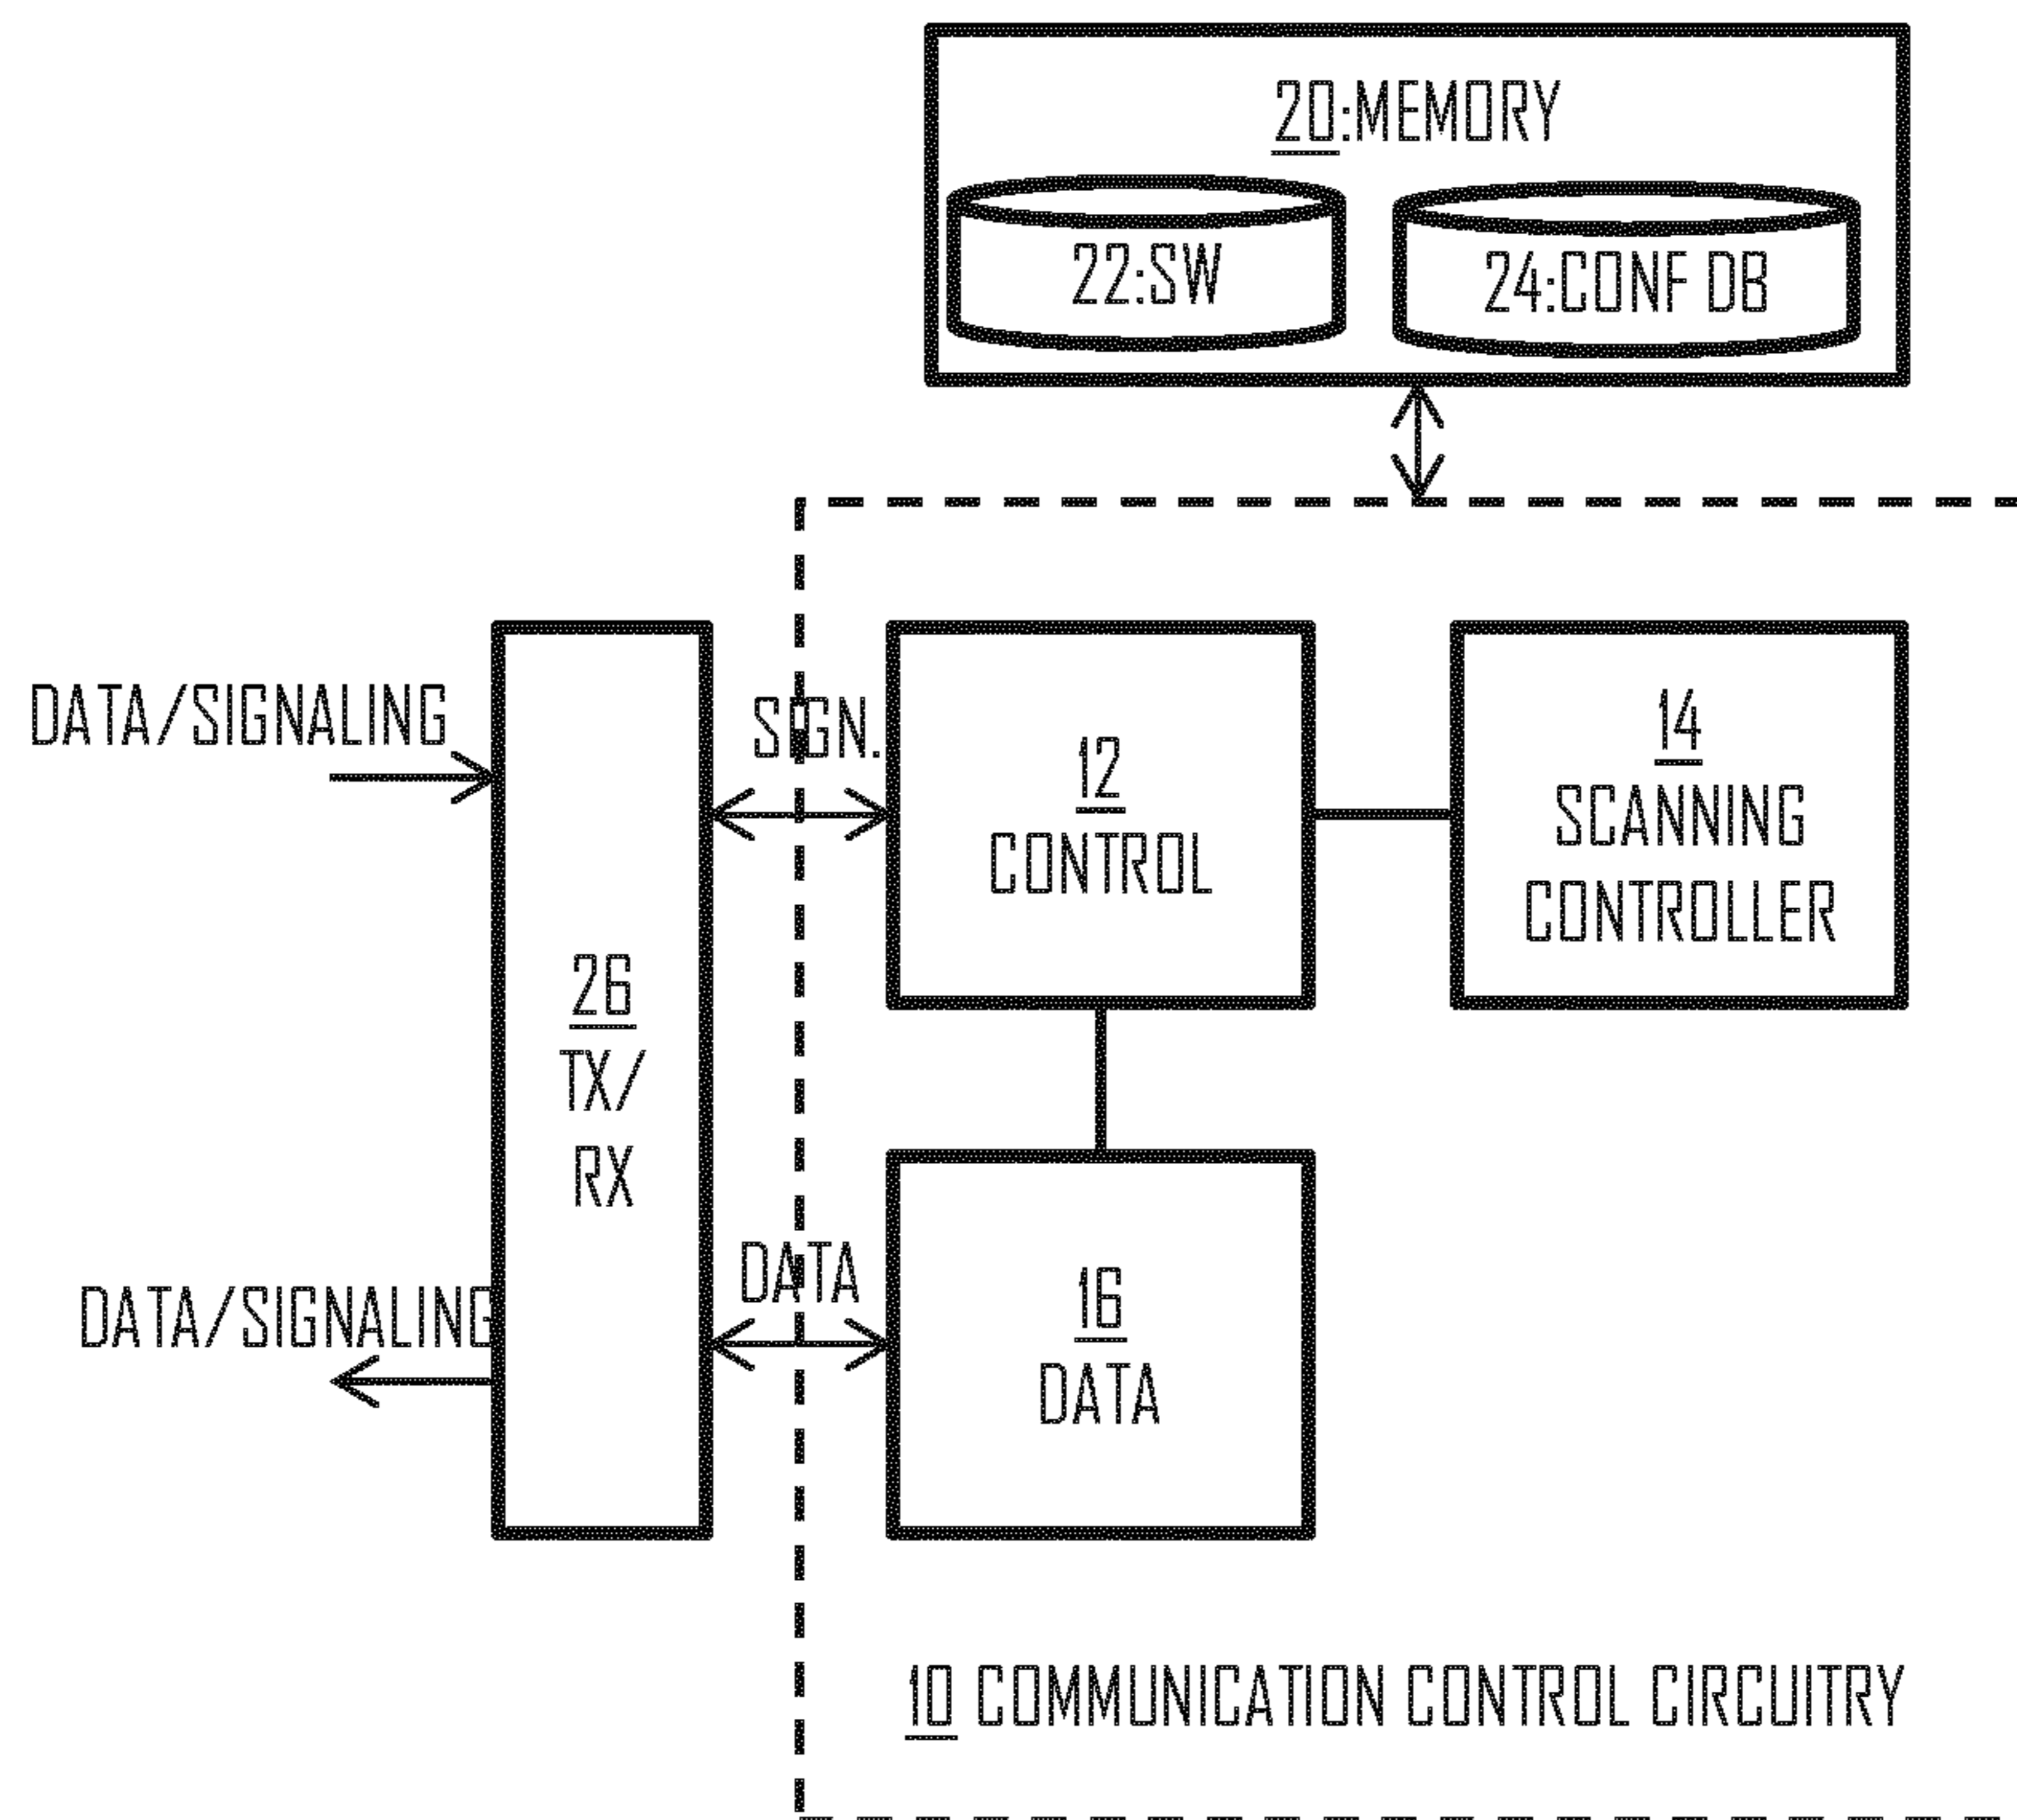 20:MEMORY
22:SW
24:CONF DB
DATA/SIGNALING
SIGN.
12
CONTROL
14
SCANNING
CONTROLLER
26
TX/
RX
DATA/SIGNALING
DATA
16
DATA
10 COMMUNICATION CONTROL CIRCUITRY